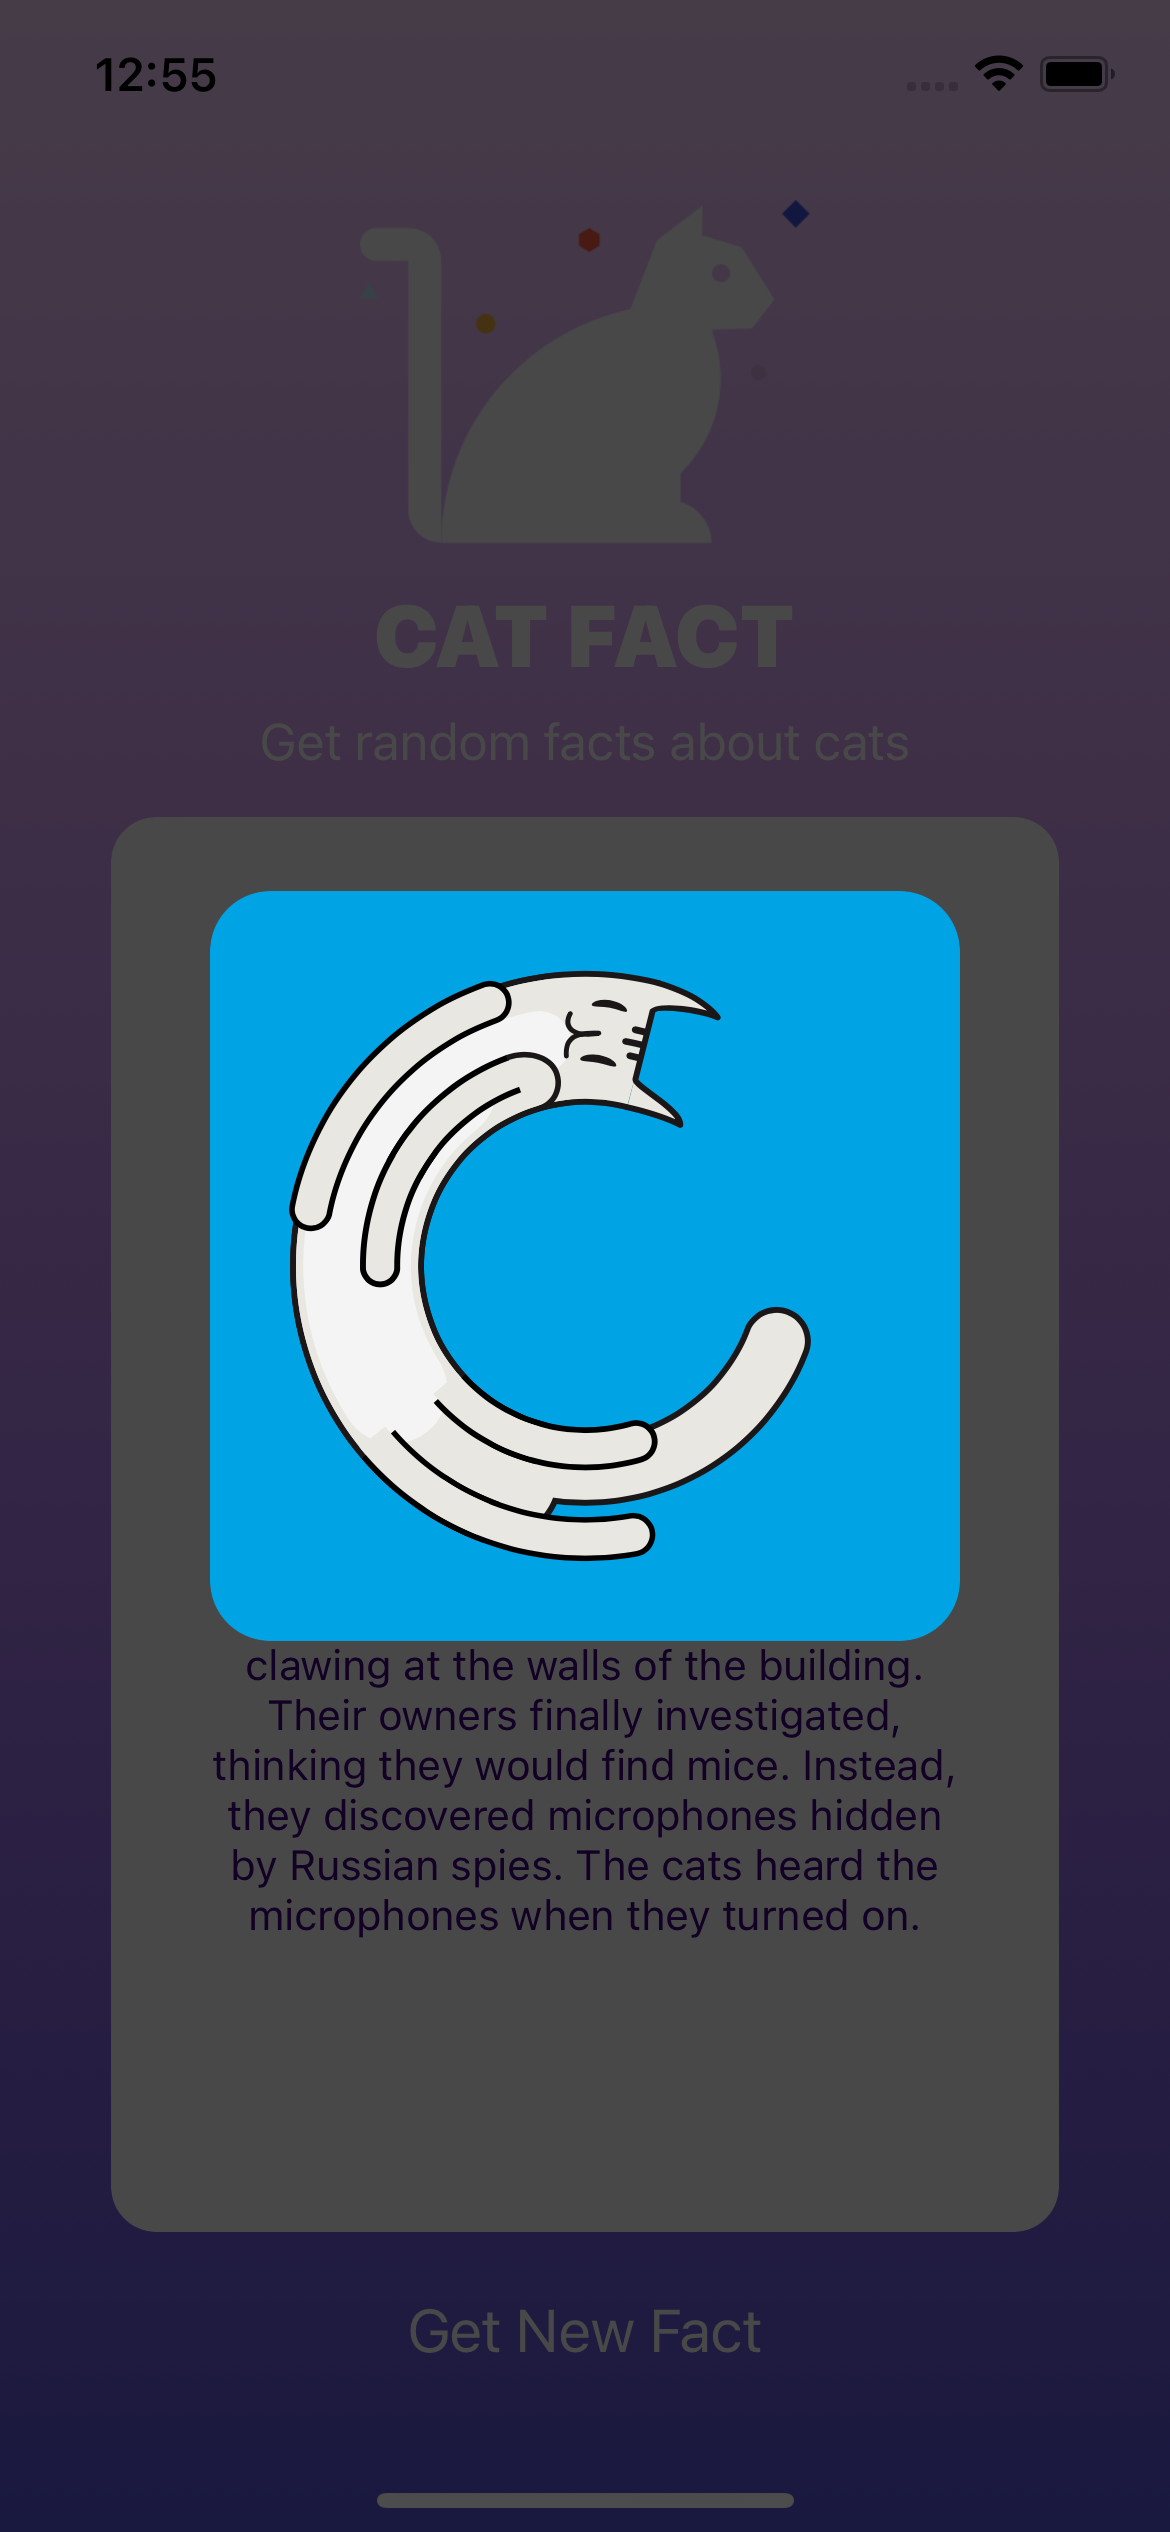 12:55
CAT FACT
Get random facts about cats
clawing at the walls of the building.
Their owners finally investigated,
thinking they would find mice. Instead,
they discovered microphones hidden
by Russian spies. The cats heard the
microphones when they turned on.
Get New Fact